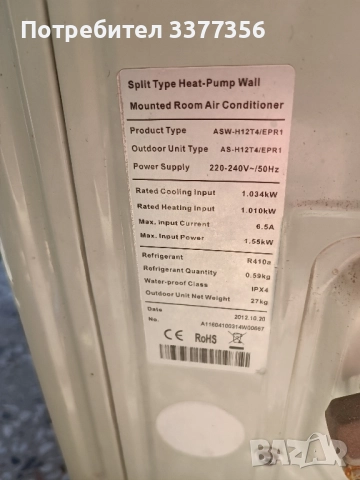 Потребител 3377356
Split Type Heat-Pump Wall
Mounted Room Air Conditioner
Product Type ASW-H12T4/EPR1
Outdoor Unit Type AS-H12T4/EPR1
Power Supply 220-240V~/50Hz
Rated Cooling Input 1.034kW
Rated Heating Input 1.010kW
Max. Input Current 6.5A
Max. Input Power 1.55kW
Refrigerant R410a
Refrigerant Quantity 0.59kg
Water-proof Class IPX4
Outdoor Unit Net Weight 27kg
Date 2012.10.20
No. A11604100314W00667
CE RoHS
BAZAR